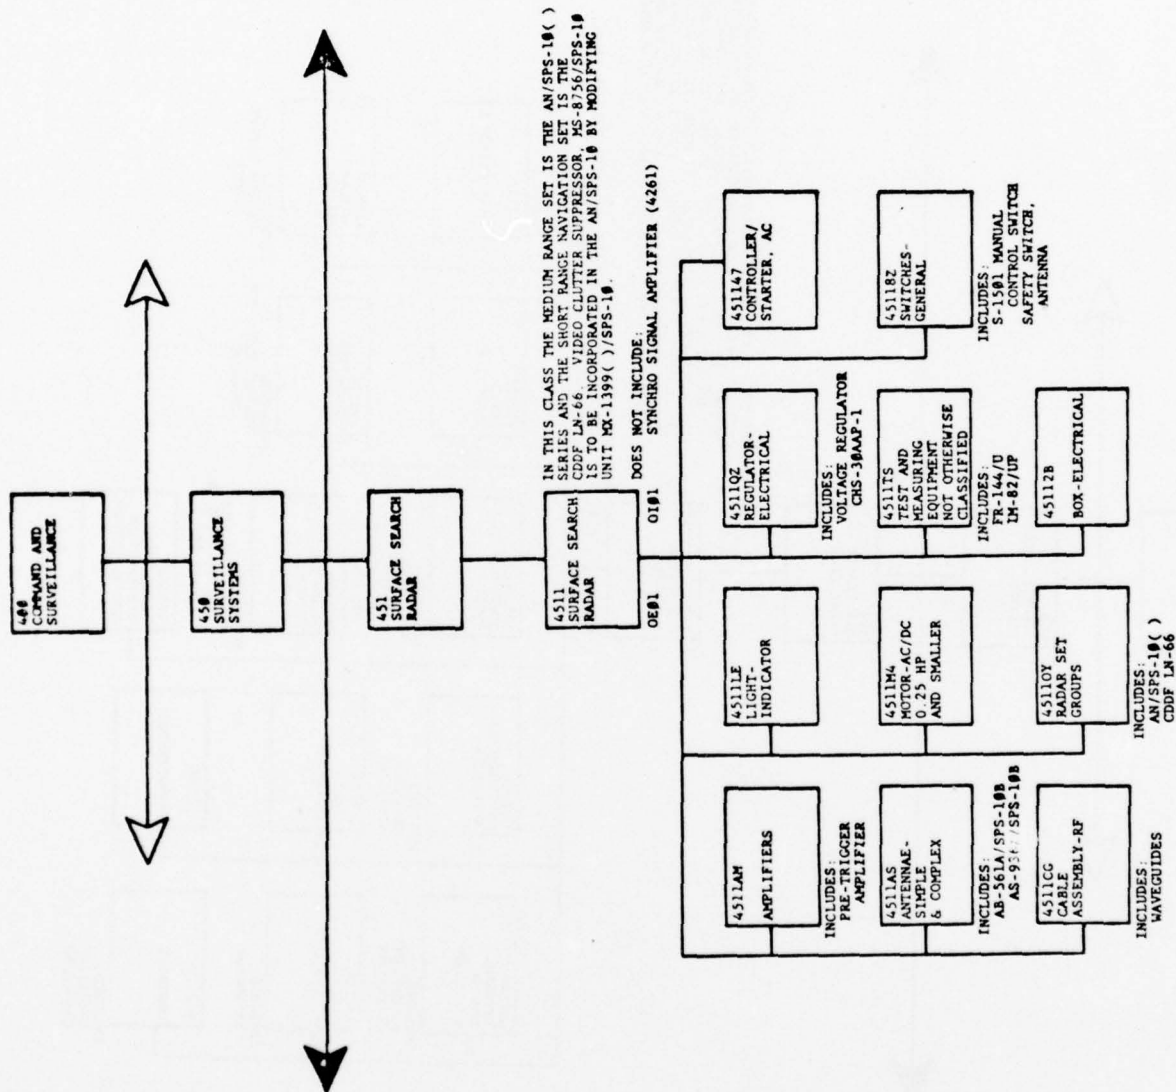 400
COMMAND AND
SURVEILLANCE
450
SURVEILLANCE
SYSTEMS
451
SURFACE SEARCH
RADAR
4511
SURFACE SEARCH
RADAR
IN THIS CLASS THE MEDIUM RANGE SET IS THE AN/SPS-10( )
SERIES AND THE SHORT RANGE NAVIGATION SET IS THE
CDDF LN-66. VIDEO CLUTTER SUPPRESSOR, MS-8756/SPS-10
IS TO BE INCORPORATED IN THE AN/SPS-10 BY MODIFYING
UNIT MX-1399( )/SPS-10.
DOES NOT INCLUDE:
SYNCHRO SIGNAL AMPLIFIER (4261)
OE01
OI01
4511AM
AMPLIFIERS
INCLUDES:
PRE-TRIGGER
AMPLIFIER
4511AS
ANTENNAE-
SIMPLE
& COMPLEX
INCLUDES:
AB-561A/SPS-10B
/SPS-10B
4511CG
CABLE
ASSEMBLY-RF
INCLUDES:
WAVEGUIDES
4511LE
LIGHT-
INDICATOR
4511M4
MOTOR-AC/DC
0.25 HP
AND SMALLER
4511OY
RADAR SET
GROUPS
INCLUDES:
AN/SPS-10( )
CDDF LN-66
4511QZ
REGULATOR-
ELECTRICAL
INCLUDES:
VOLTAGE REGULATOR
CHS-30AAP-1
4511TS
TEST AND
MEASURING
EQUIPMENT
NOT OTHERWISE
CLASSIFIED
INCLUDES:
FR-144/U
IM-82/UP
45112B
BOX-ELECTRICAL
451147
CONTROLLER/
STARTER, AC
45118Z
SWITCHES-
GENERAL
INCLUDES:
S-1501 MANUAL
CONTROL SWITCH
SAFETY SWITCH,
ANTENNA